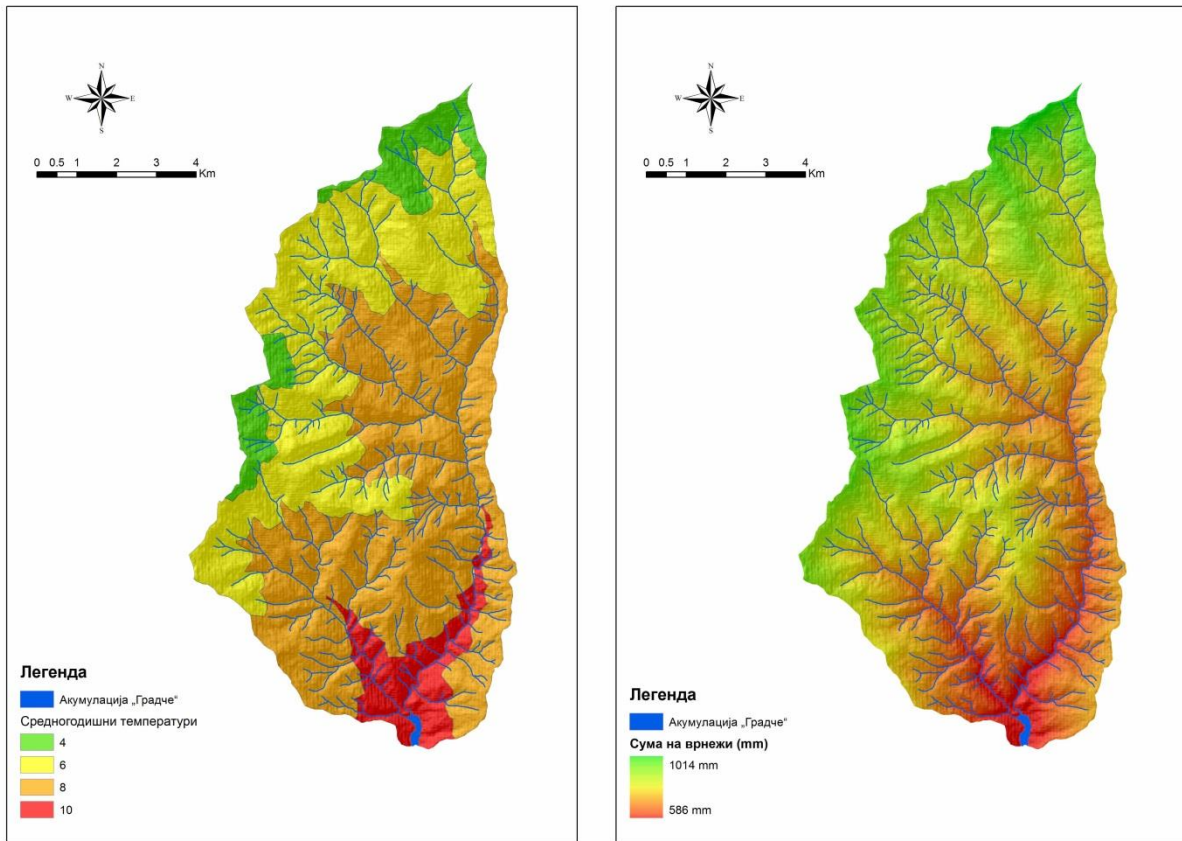 N
W E
S
0 0.5 1 2 3 4
Km
Легенда
Акумулација „Градче“
Средногодишни температури
4
6
8
10
N
W E
S
0 0.5 1 2 3 4
Km
Легенда
Акумулација „Градче“
Сума на врнежи (mm)
1014 mm
586 mm